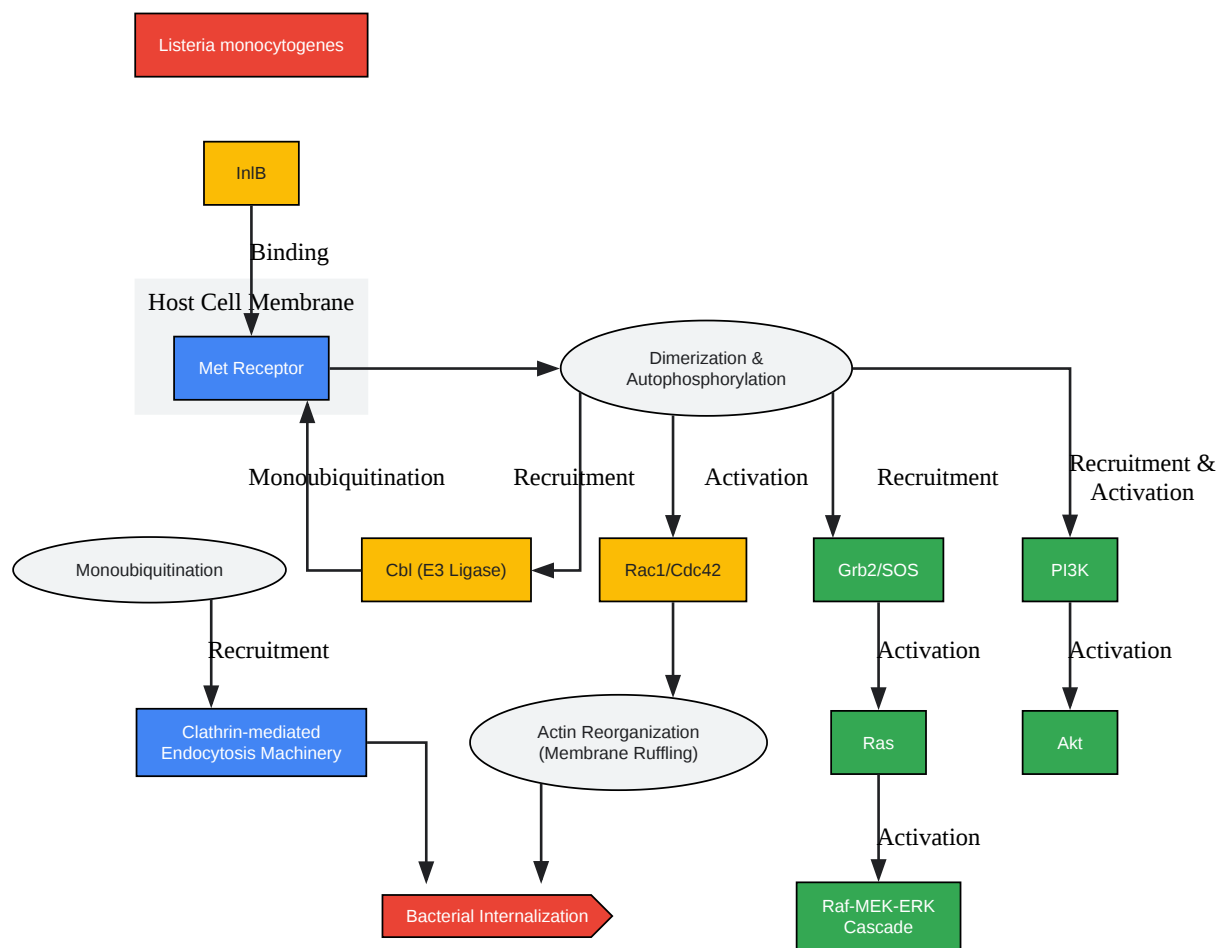 Listeria monocytogenes
InlB
Binding
Host Cell Membrane
Met Receptor
Dimerization &
Autophosphorylation
Monoubiquitination
Recruitment
Activation
Recruitment
Recruitment &
Activation
Monoubiquitination
Cbl (E3 Ligase)
Rac1/Cdc42
Grb2/SOS
PI3K
Recruitment
Activation
Activation
Clathrin-mediated
Endocytosis Machinery
Actin Reorganization
(Membrane Ruffling)
Ras
Akt
Activation
Bacterial Internalization
Raf-MEK-ERK
Cascade